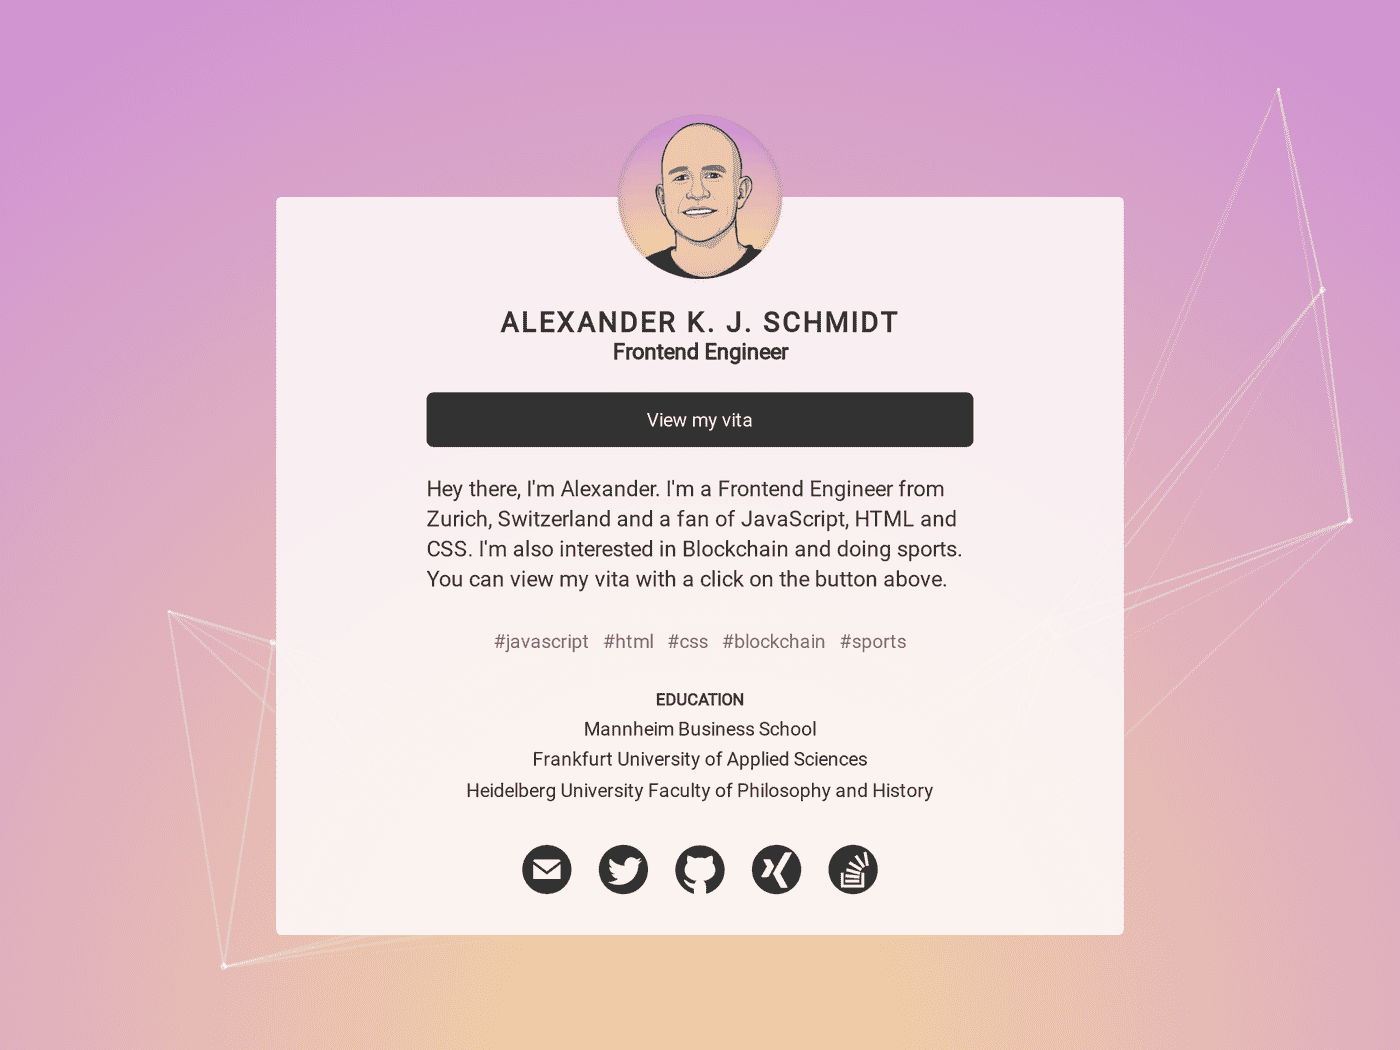 ALEXANDER K. J. SCHMIDT
Frontend Engineer
View my vita
Hey there, I'm Alexander. I'm a Frontend Engineer from
Zurich, Switzerland and a fan of JavaScript, HTML and
CSS. I'm also interested in Blockchain and doing sports.
You can view my vita with a click on the button above.
#javascript #html #css #blockchain #sports
EDUCATION
Mannheim Business School
Frankfurt University of Applied Sciences
Heidelberg University Faculty of Philosophy and History